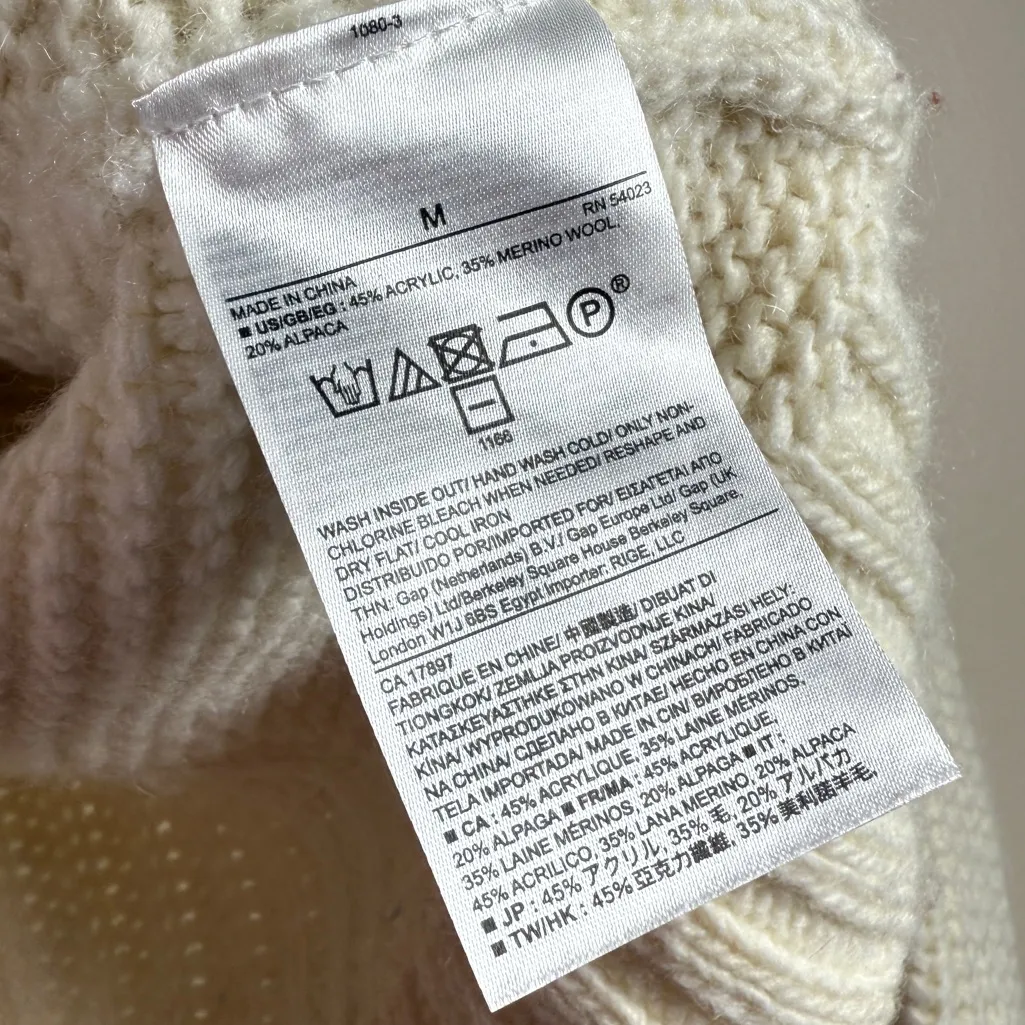 1080-3
M
RN 54023
MADE IN CHINA
■ US/GB/EG : 45% ACRYLIC, 35% MERINO WOOL,
20% ALPACA
P®
1166
WASH INSIDE OUT/ HAND WASH COLD/ ONLY NON-
CHLORINE BLEACH WHEN NEEDED/ RESHAPE AND
DRY FLAT/ COOL IRON
DISTRIBUIDO POR/IMPORTED FOR/ ΕΙΣΑΓΕΤΑΙ ΑΠΟ
ΤΗΝ: Gap (Netherlands) B.V./ Gap Europe Ltd/ Gap (UK
Holdings) Ltd/Berkeley Square House Berkeley Square,
London W1J 6BS Egypt Importer: RIGE, LLC
CA 17897
FABRIQUE EN CHINE/ 中國製造/ DIBUAT DI
TIONGKOK/ ZEMLJA PROIZVODNJE KINA/
ΚΑΤΑΣΚΕΥΑΣΤΗΚΕ ΣΤΗΝ ΚΙΝΑ/ SZÁRMAZÁSI HELY:
KÍNA/ WYPRODUKOWANO W CHINACH/ FABRICADO
NA CHINA/ СДЕЛАНО В КИТАЕ/ HECHO EN CHINA CON
TELA IMPORTADA/ MADE IN CIN/ ВИРОБЛЕНО В КИТАЇ
■ CA : 45% ACRYLIQUE, 35% LAINE MÉRINOS,
20% ALPAGA ■ FR/MA : 45% ACRYLIQUE,
35% LAINE MÉRINOS, 20% ALPAGA ■ IT :
45% ACRILICO, 35% LANA MERINO, 20% ALPACA
■ JP : 45% アクリル, 35% 毛, 20% アルパカ
■ TW/HK : 45% 亞克力纖維, 35% 美利諾羊毛,